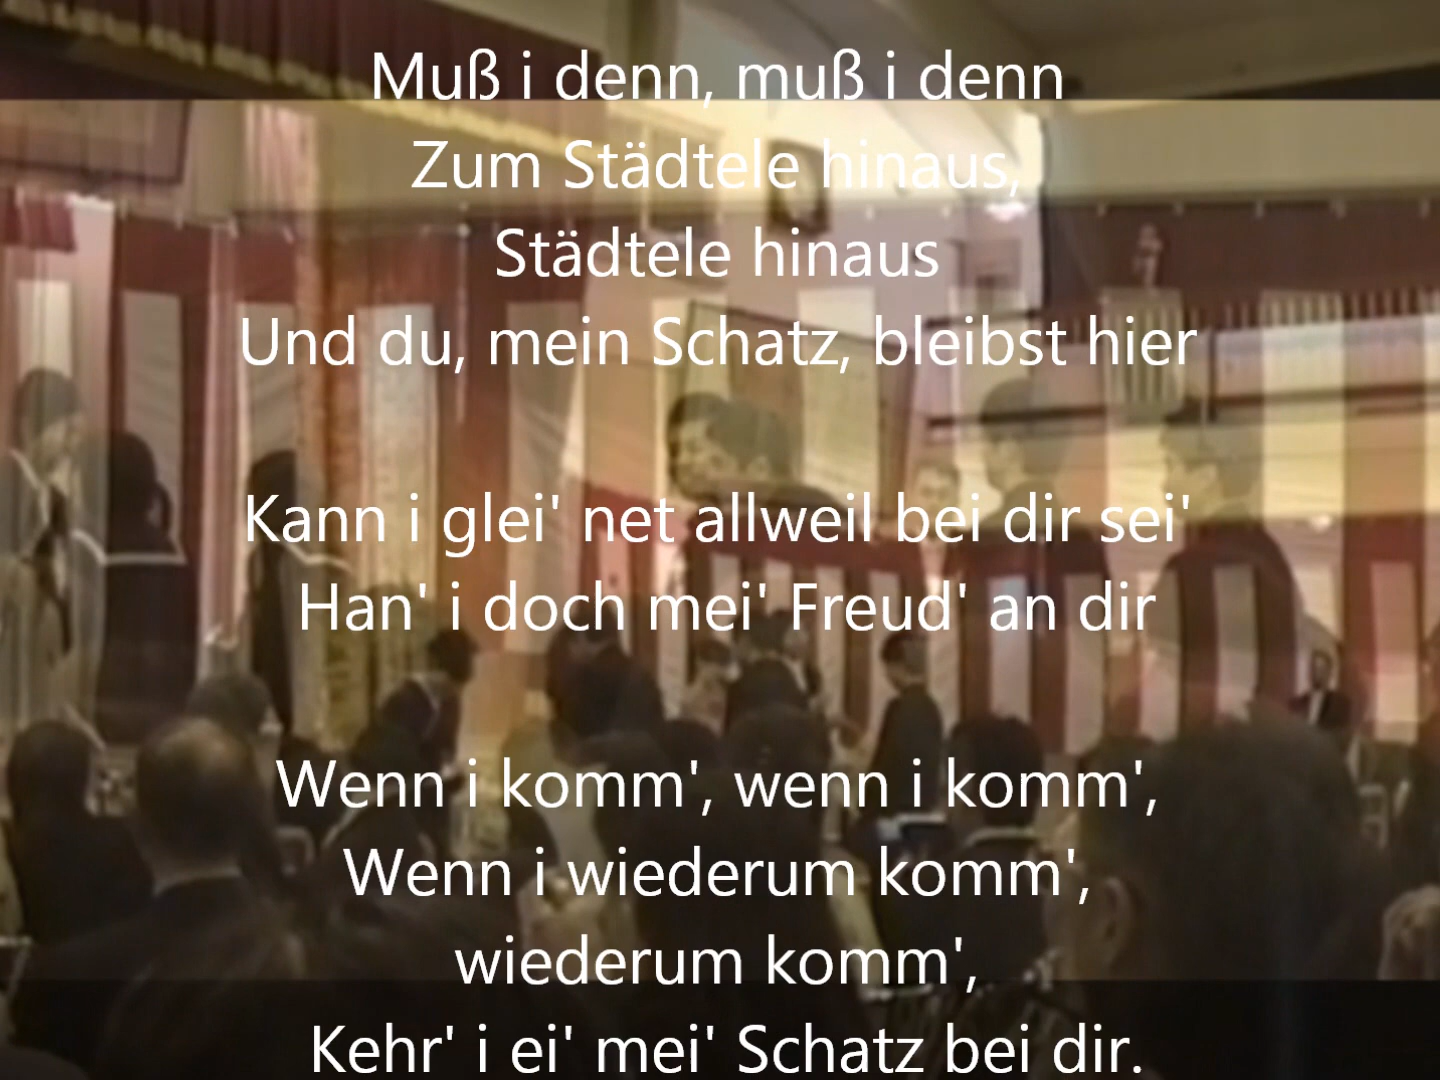 Muß i denn, muß i denn
Zum Städtele hinaus,
Städtele hinaus
Und du, mein Schatz, bleibst hier
Kann i glei' net allweil bei dir sei'
Han' i doch mei' Freud' an dir
Wenn i komm', wenn i komm',
Wenn i wiederum komm',
wiederum komm',
Kehr' i ei' mei' Schatz bei dir.